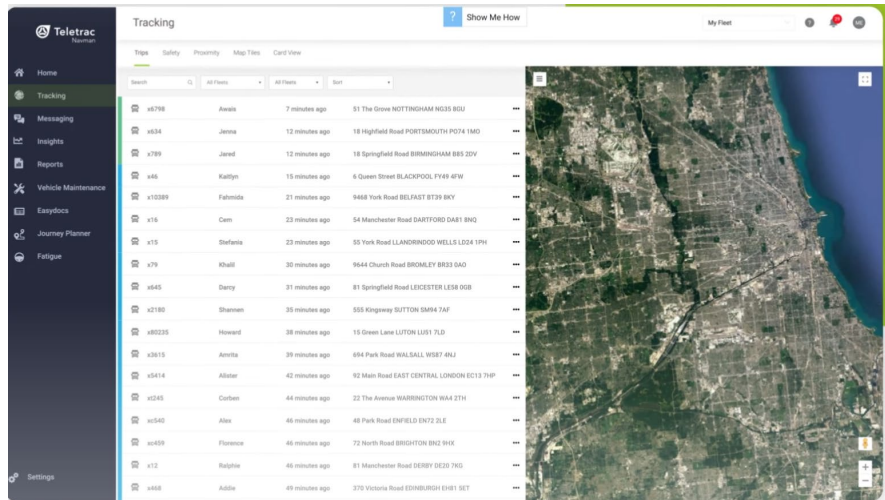 Teletrac
Navman
Tracking
? Show Me How
My Fleet
?
ME
Trips Safety Proximity Map Tiles Card View
Home
Tracking
Messaging
Insights
Reports
Vehicle Maintenance
Easydocs
Journey Planner
Fatigue
Settings
Search All Fleets All Fleets Sort
x6798 Awais 7 minutes ago 51 The Grove NOTTINGHAM NG35 8GU
x634 Jenna 12 minutes ago 18 Highfield Road PORTSMOUTH PO74 1MO
x789 Jared 12 minutes ago 18 Springfield Road BIRMINGHAM B85 2DV
x46 Kaitlyn 15 minutes ago 6 Queen Street BLACKPOOL FY49 4FW
x10389 Fahmida 21 minutes ago 9468 York Road BELFAST BT39 8KY
x16 Cem 23 minutes ago 54 Manchester Road DARTFORD DA81 8NQ
x15 Stefania 23 minutes ago 55 York Road LLANDRINDOD WELLS LD24 1PH
x79 Khalil 30 minutes ago 9644 Church Road BROMLEY BR33 0AO
x645 Darcy 31 minutes ago 81 Springfield Road LEICESTER LE58 0GB
x2180 Shannen 35 minutes ago 555 Kingsway SUTTON SM94 7AF
x80235 Howard 38 minutes ago 15 Green Lane LUTON LU51 7LD
x3615 Amrita 39 minutes ago 694 Park Road WALSALL WS87 4NJ
x5414 Alister 42 minutes ago 92 Main Road EAST CENTRAL LONDON EC13 7HP
xt245 Corben 44 minutes ago 22 The Avenue WARRINGTON WA4 2TH
xc540 Alex 46 minutes ago 48 Park Road ENFIELD EN72 2LE
xc459 Florence 46 minutes ago 72 North Road BRIGHTON BN2 9HX
x12 Ralphie 46 minutes ago 81 Manchester Road DERBY DE20 7KG
x468 Addie 49 minutes ago 370 Victoria Road EDINBURGH EH81 5ET